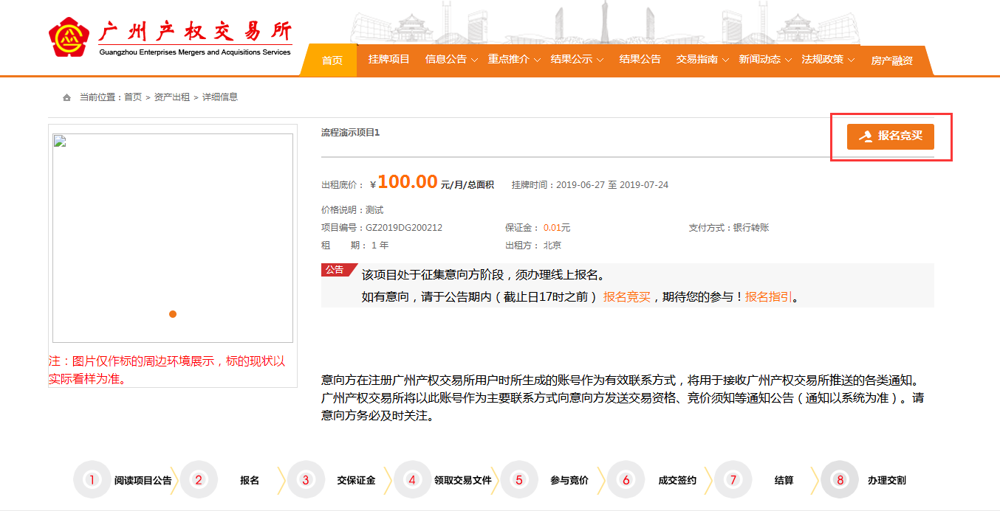 广州产权交易所
Guangzhou Enterprises Mergers and Acquisitions Services
首页 挂牌项目 信息公告 重点推介 结果公示 结果公告 交易指南 新闻动态 法规政策 房产融资
当前位置：首页 > 资产出租 > 详细信息
流程演示项目1
报名竞买
出租底价： ¥100.00 元/月/总面积 挂牌时间：2019-06-27 至 2019-07-24
价格说明：测试
项目编号：GZ2019DG200212 保证金： 0.01元 支付方式：银行转账
租 期： 1 年 出租方： 北京
公告
该项目处于征集意向方阶段，须办理线上报名。
如有意向，请于公告期内（截止日17时之前） 报名竞买，期待您的参与！报名指引。
注：图片仅作标的周边环境展示，标的现状以
实际看样为准。
意向方在注册广州产权交易所用户时所生成的账号作为有效联系方式，将用于接收广州产权交易所推送的各类通知。
广州产权交易所将以此账号作为主要联系方式向意向方发送交易资格、竞价须知等通知公告（通知以系统为准）。请
意向方务必及时关注。
1 阅读项目公告 2 报名 3 交保证金 4 领取交易文件 5 参与竞价 6 成交签约 7 结算 8 办理交割